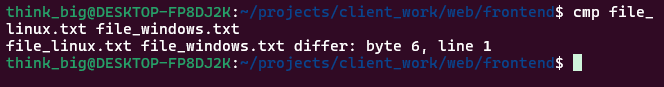 think_big@DESKTOP-FP8DJ2K:~/projects/client_work/web/frontend$ cmp file_
linux.txt file_windows.txt
file_linux.txt file_windows.txt differ: byte 6, line 1
think_big@DESKTOP-FP8DJ2K:~/projects/client_work/web/frontend$